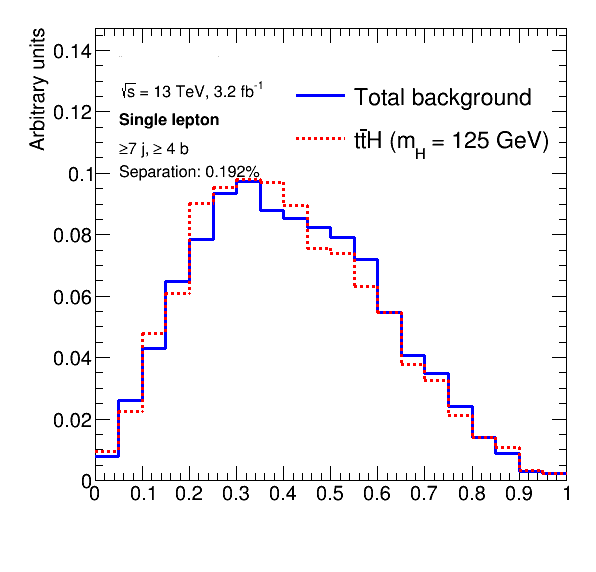 Arbitrary units
0.14
0.12
0.1
0.08
0.06
0.04
0.02
0
√s = 13 TeV, 3.2 fb⁻¹
Single lepton
≥7 j, ≥ 4 b
Separation: 0.192%
Total background
tt̄H (m_H = 125 GeV)
0 0.1 0.2 0.3 0.4 0.5 0.6 0.7 0.8 0.9 1